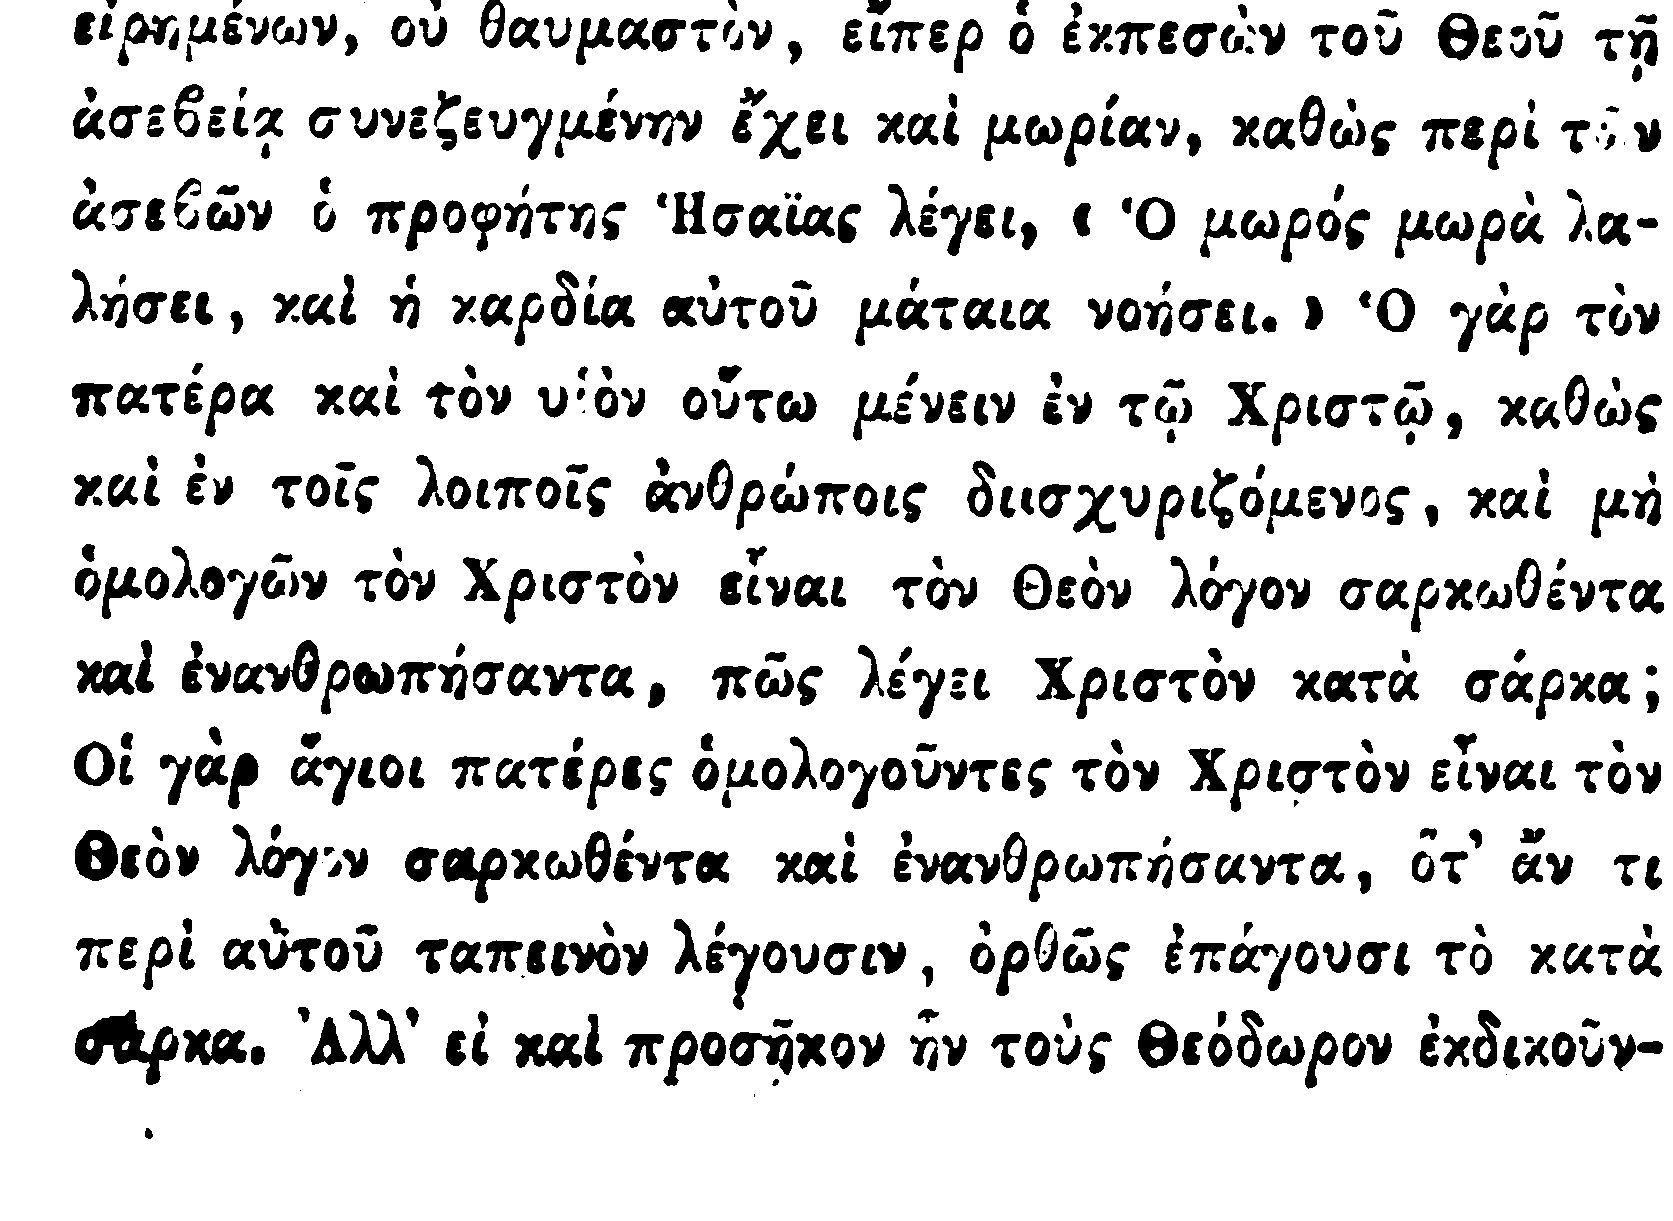 εἰρημένων, οὐ θαυμαστὸν, εἴπερ ὁ ἐκπεσὼν τοῦ Θεοῦ τῇ
ἀσεβείᾳ συνεζευγμένην ἔχει καὶ μωρίαν, καθὼς περὶ τῶν
ἀσεβῶν ὁ προφήτης Ἡσαΐας λέγει, « Ὁ μωρός μωρὰ λα-
λήσει, καὶ ἡ καρδία αὐτοῦ μάταια νοήσει. » Ὁ γὰρ τὸν
πατέρα καὶ τὸν υἱὸν οὕτω μένειν ἐν τῷ Χριστῷ, καθὼς
καὶ ἐν τοῖς λοιποῖς ἀνθρώποις διισχυριζόμενος, καὶ μὴ
ὁμολογῶν τὸν Χριστὸν εἶναι τὸν Θεὸν λόγον σαρκωθέντα
καὶ ἐνανθρωπήσαντα, πῶς λέγει Χριστὸν κατὰ σάρκα;
Οἱ γὰρ ἅγιοι πατέρες ὁμολογοῦντες τὸν Χριστὸν εἶναι τὸν
Θεὸν λόγον σαρκωθέντα καὶ ἐνανθρωπήσαντα, ὅτ' ἄν τι
περὶ αὐτοῦ ταπεινὸν λέγουσιν, ὀρθῶς ἐπάγουσι τὸ κατὰ
σάρκα. Ἀλλ' εἰ καὶ προσῆκον ἦν τοὺς Θεόδωρον ἐκδικοῦν-